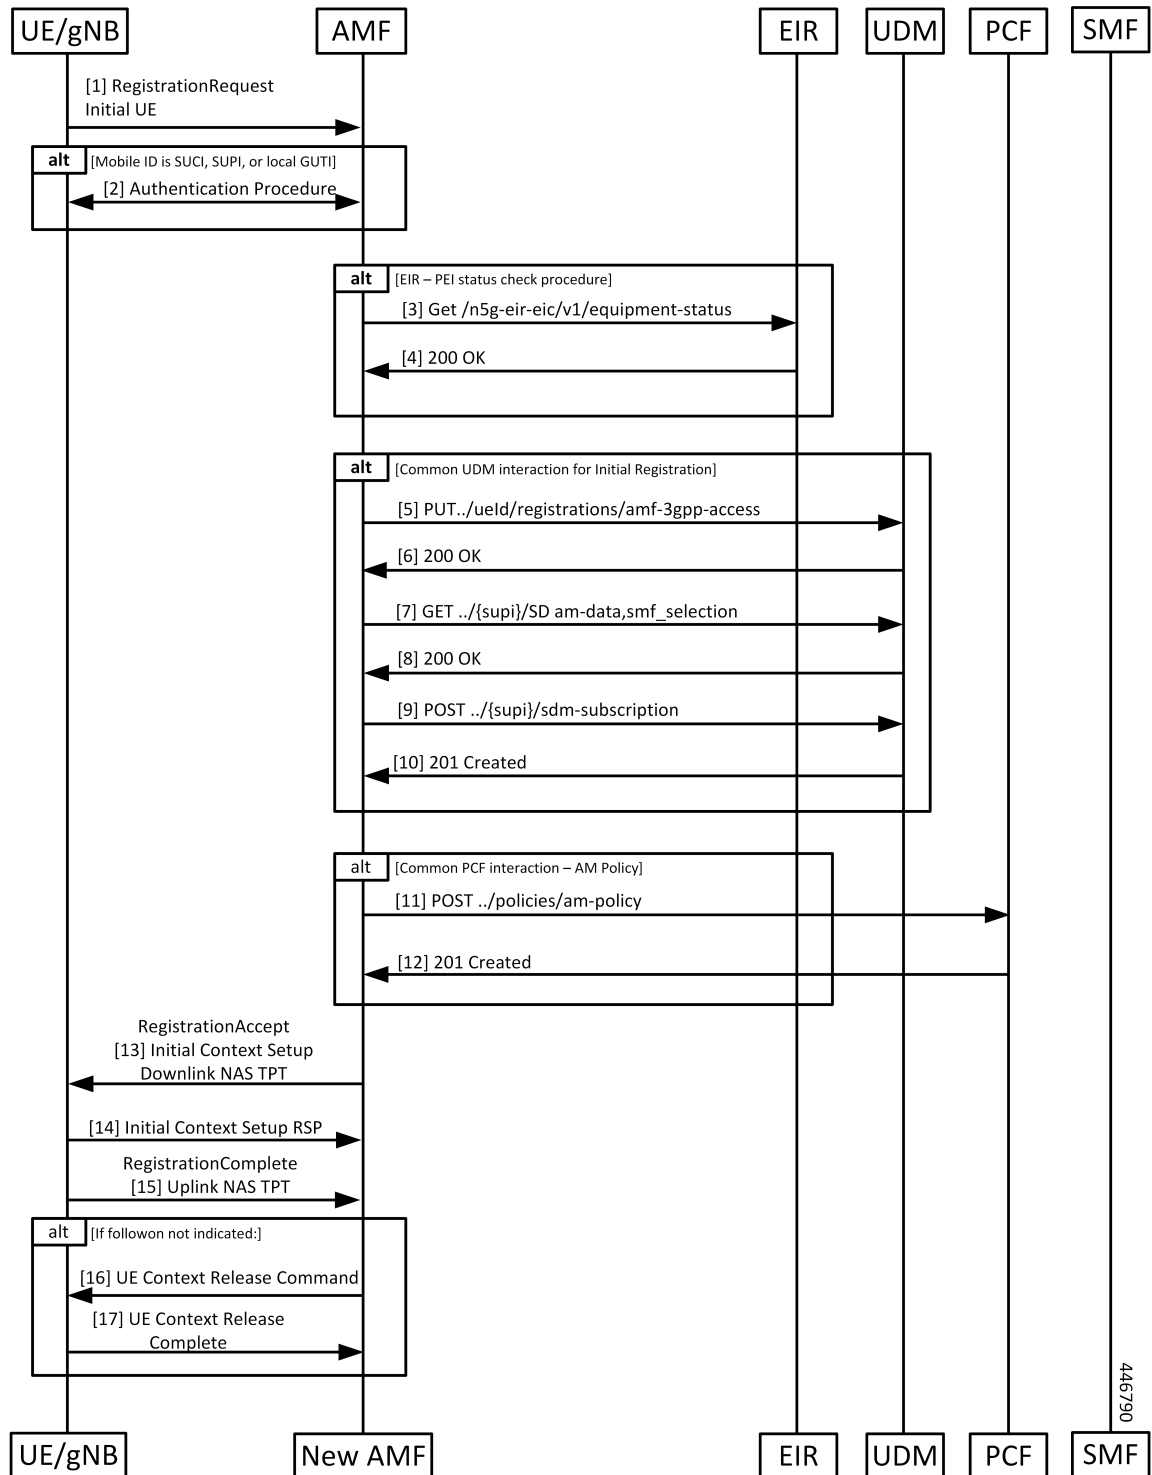 UE/gNB
AMF
EIR
UDM
PCF
SMF
[1] RegistrationRequest
Initial UE
alt
[Mobile ID is SUCI, SUPI, or local GUTI]
[2] Authentication Procedure
alt
[EIR – PEI status check procedure]
[3] Get /n5g-eir-eic/v1/equipment-status
[4] 200 OK
alt
[Common UDM interaction for Initial Registration]
[5] PUT../ueId/registrations/amf-3gpp-access
[6] 200 OK
[7] GET ../{supi}/SD am-data,smf_selection
[8] 200 OK
[9] POST ../{supi}/sdm-subscription
[10] 201 Created
alt
[Common PCF interaction – AM Policy]
[11] POST ../policies/am-policy
[12] 201 Created
RegistrationAccept
[13] Initial Context Setup
Downlink NAS TPT
[14] Initial Context Setup RSP
RegistrationComplete
[15] Uplink NAS TPT
alt
[If followon not indicated:]
[16] UE Context Release Command
[17] UE Context Release
Complete
446790
UE/gNB
New AMF
EIR
UDM
PCF
SMF